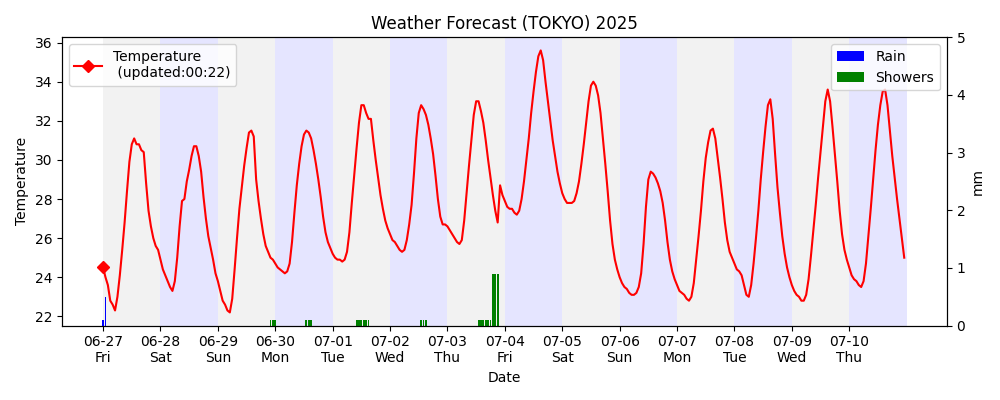 Weather Forecast (TOKYO) 2025
Temperature
(updated:00:22)
Rain
Showers
36
34
32
30
28
26
24
22
Temperature
5
4
3
2
1
0
mm
06-27 06-28 06-29 06-30 07-01 07-02 07-03 07-04 07-05 07-06 07-07 07-08 07-09 07-10
Fri Sat Sun Mon Tue Wed Thu Fri Sat Sun Mon Tue Wed Thu
Date